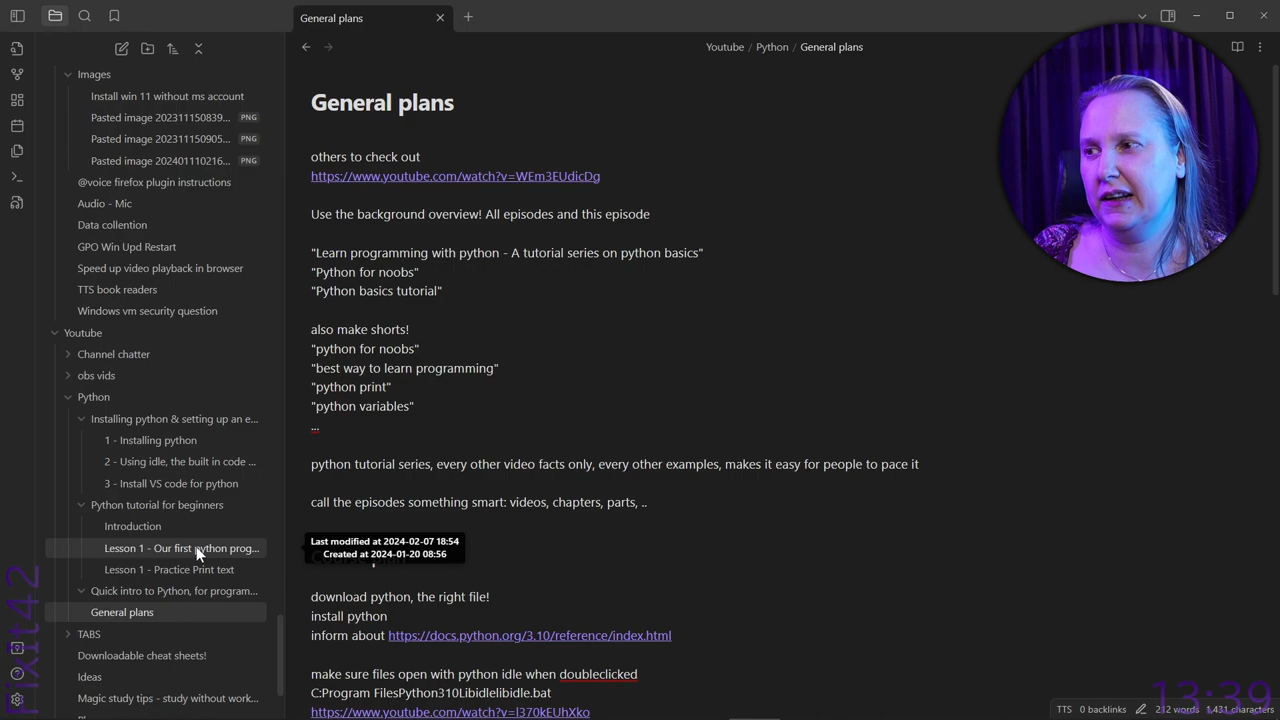 General plans
Youtube / Python / General plans
Images
Install win 11 without ms account
Pasted image 202311150839... PNG
Pasted image 202311150905... PNG
Pasted image 202401110216... PNG
@voice firefox plugin instructions
Audio - Mic
Data collection
GPO Win Upd Restart
Speed up video playback in browser
TTS book readers
Windows vm security question
Youtube
Channel chatter
obs vids
Python
Installing python & setting up an e...
1 - Installing python
2 - Using idle, the built in code ...
3 - Install VS code for python
Python tutorial for beginners
Introduction
Lesson 1 - Our first python prog...
Lesson 1 - Practice Print text
Quick intro to Python, for program...
General plans
TABS
Downloadable cheat sheets!
Ideas
Magic study tips - study without work...
General plans
others to check out
https://www.youtube.com/watch?v=WEm3EUdicDg
Use the background overview! All episodes and this episode
"Learn programming with python - A tutorial series on python basics"
"Python for noobs"
"Python basics tutorial"
also make shorts!
"python for noobs"
"best way to learn programming"
"python print"
"python variables"
...
python tutorial series, every other video facts only, every other examples, makes it easy for people to pace it
call the episodes something smart: videos, chapters, parts, ..
Last modified at 2024-02-07 18:54
Created at 2024-01-20 08:56
download python, the right file!
install python
inform about https://docs.python.org/3.10/reference/index.html
make sure files open with python idle when doubleclicked
C:Program FilesPython310Libidlelibidle.bat
https://www.youtube.com/watch?v=I370kEUhXko
TTS 0 backlinks 212 words 1,431 characters
Fixit42
13:39